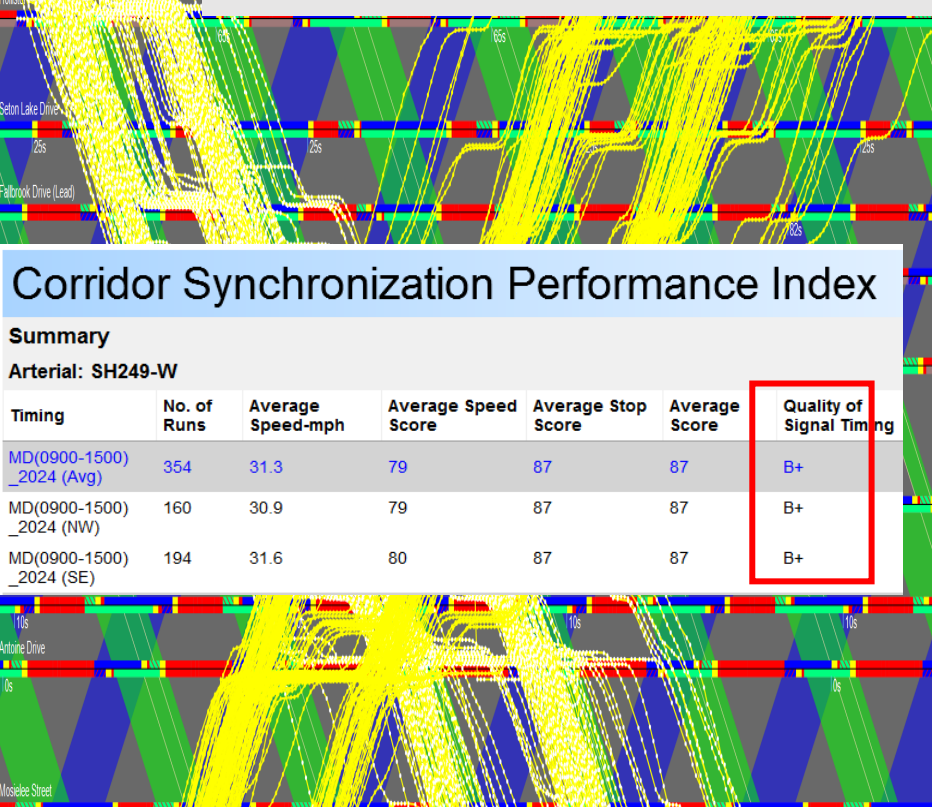 65s
65s
65s
Seton Lake Drive
25s
25s
25s
Fallbrook Drive (Lead)
82s
Corridor Synchronization Performance Index
Summary
Arterial: SH249-W
Timing No. of Runs Average Speed-mph Average Speed Score Average Stop Score Average Score Quality of Signal Timing
MD(0900-1500)_2024 (Avg) 354 31.3 79 87 87 B+
MD(0900-1500)_2024 (NW) 160 30.9 79 87 87 B+
MD(0900-1500)_2024 (SE) 194 31.6 80 87 87 B+
10s
10s
10s
Antoine Drive
0s
0s
Mosielee Street